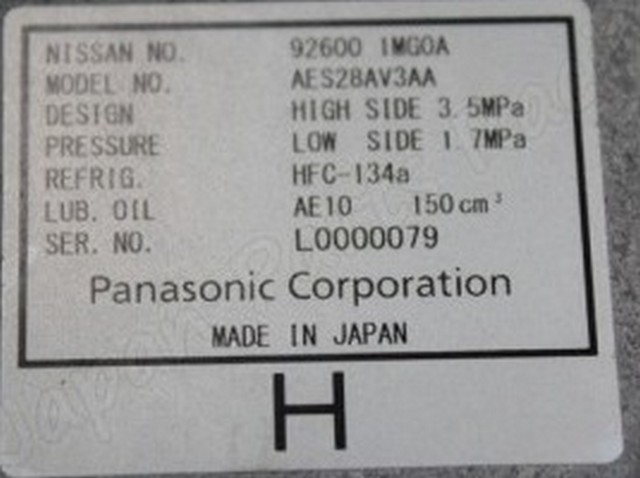 NISSAN NO. 92600 1MG0A
MODEL NO. AES28AV3AA
DESIGN HIGH SIDE 3.5MPa
PRESSURE LOW SIDE 1.7MPa
REFRIG. HFC-134a
LUB. OIL AE10 150cm³
SER. NO. L0000079
Panasonic Corporation
MADE IN JAPAN
H